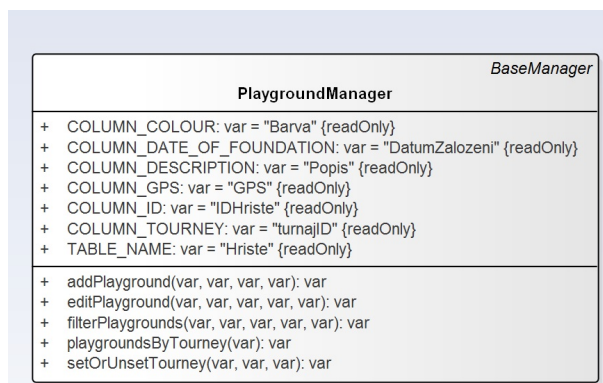 BaseManager
PlaygroundManager
+ COLUMN_COLOUR: var = "Barva" {readOnly}
+ COLUMN_DATE_OF_FOUNDATION: var = "DatumZalozeni" {readOnly}
+ COLUMN_DESCRIPTION: var = "Popis" {readOnly}
+ COLUMN_GPS: var = "GPS" {readOnly}
+ COLUMN_ID: var = "IDHriste" {readOnly}
+ COLUMN_TOURNEY: var = "turnajID" {readOnly}
+ TABLE_NAME: var = "Hriste" {readOnly}
+ addPlayground(var, var, var, var): var
+ editPlayground(var, var, var, var): var
+ filterPlaygrounds(var, var, var, var, var): var
+ playgroundsByTourney(var): var
+ setOrUnsetTourney(var, var, var): var